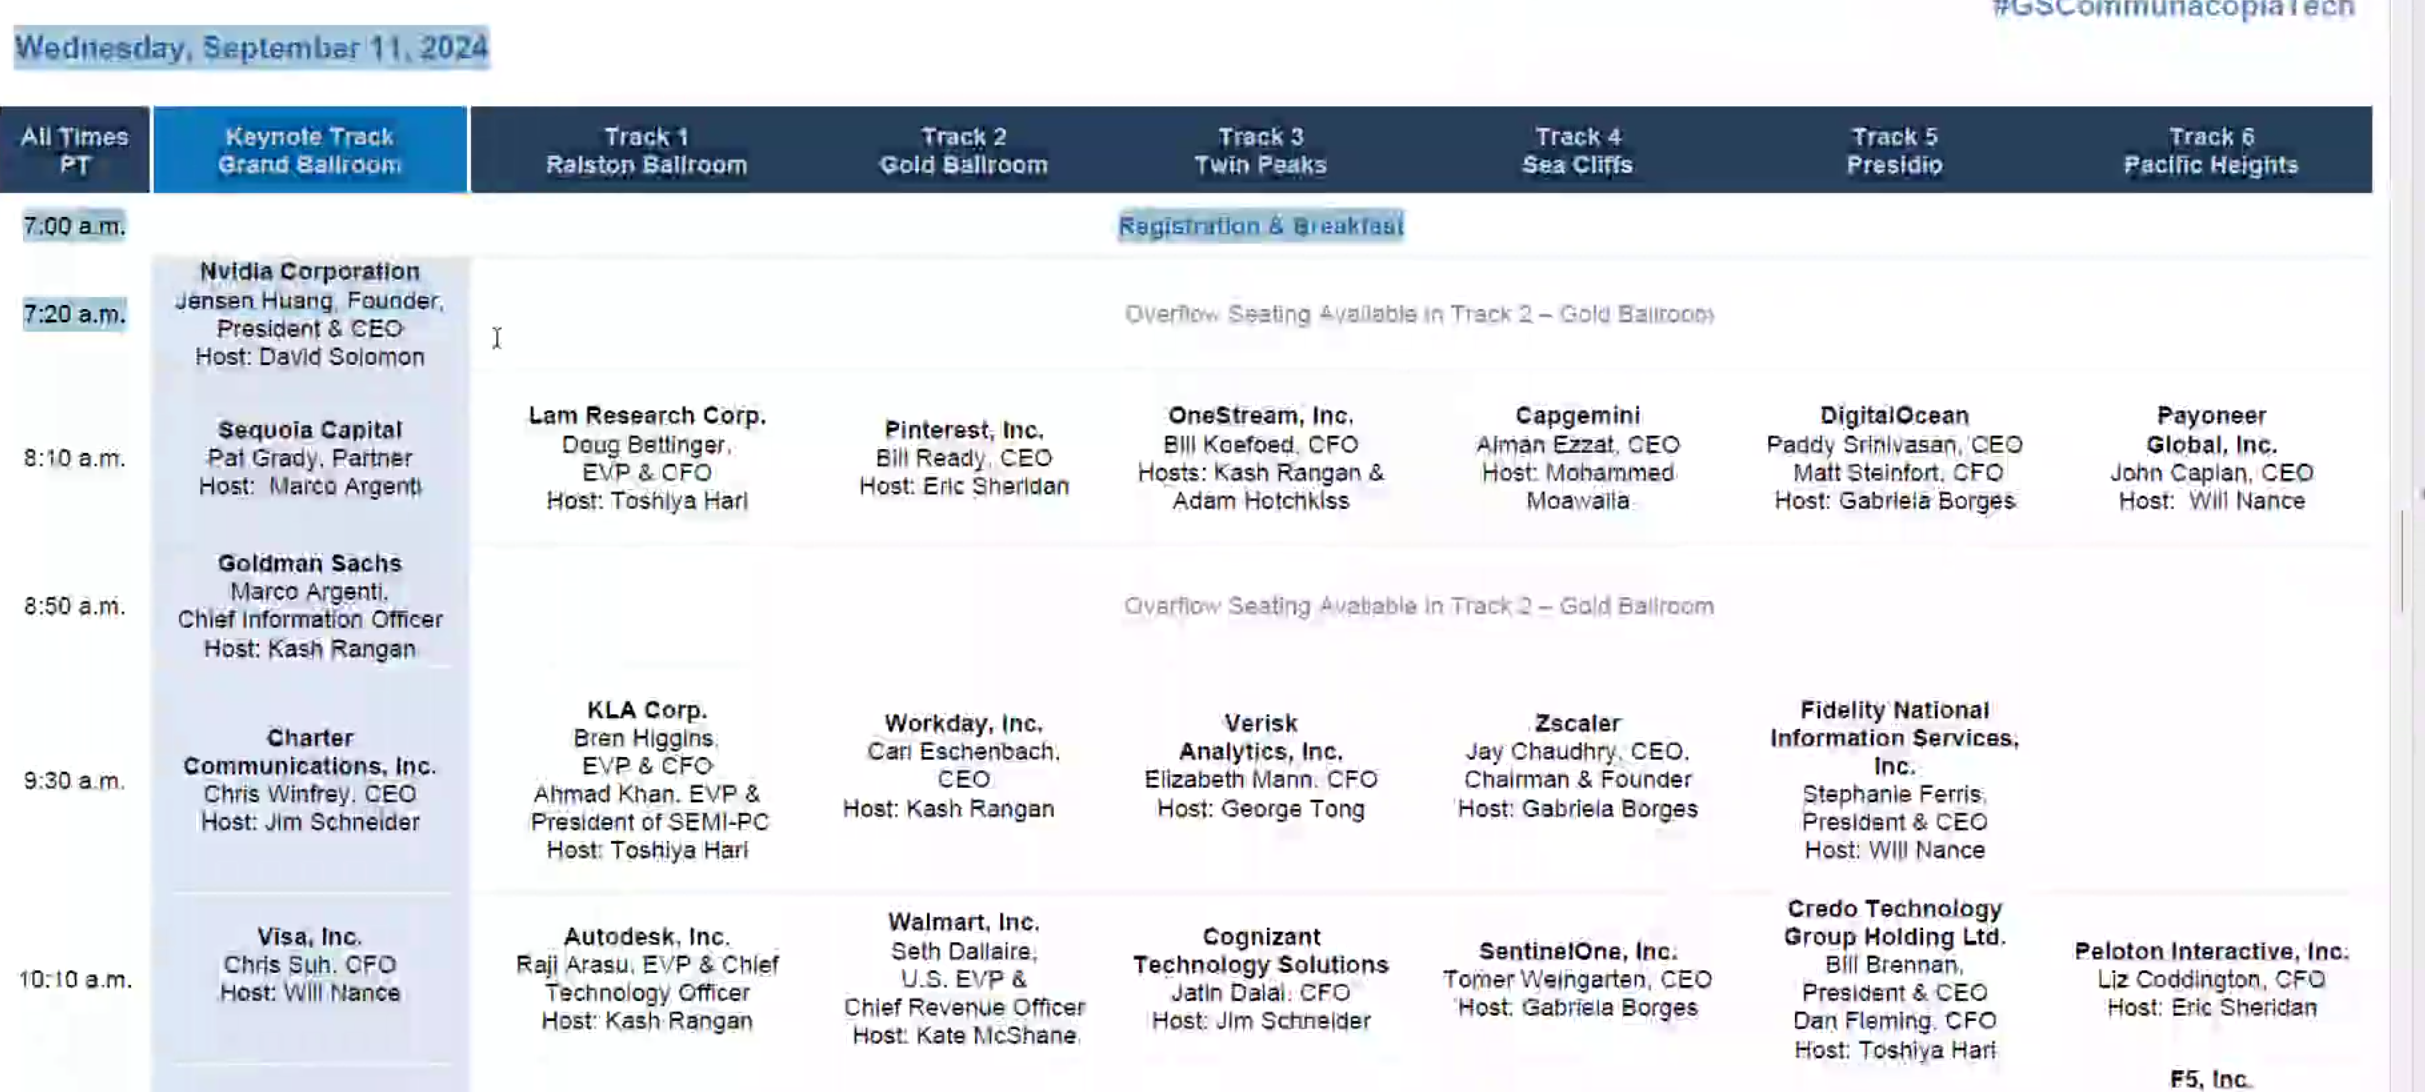 #GSCommunacopiaTech
Wednesday, September 11, 2024
All Times
PT
Keynote Track
Grand Ballroom
Track 1
Ralston Ballroom
Track 2
Gold Ballroom
Track 3
Twin Peaks
Track 4
Sea Cliffs
Track 5
Presidio
Track 6
Pacific Heights
7:00 a.m.
Registration & Breakfast
7:20 a.m.
Nvidia Corporation
Jensen Huang, Founder,
President & CEO
Host: David Solomon
Overflow Seating Available in Track 2 – Gold Ballroom
8:10 a.m.
Sequoia Capital
Pat Grady, Partner
Host: Marco Argenti
Lam Research Corp.
Doug Bettinger,
EVP & CFO
Host: Toshiya Hari
Pinterest, Inc.
Bill Ready, CEO
Host: Eric Sheridan
OneStream, Inc.
Bill Koefoed, CFO
Hosts: Kash Rangan &
Adam Hotchkiss
Capgemini
Aiman Ezzat, CEO
Host: Mohammed
Moawalla
DigitalOcean
Paddy Srinivasan, CEO
Matt Steinfort, CFO
Host: Gabriela Borges
Payoneer
Global, Inc.
John Caplan, CEO
Host: Will Nance
8:50 a.m.
Goldman Sachs
Marco Argenti,
Chief Information Officer
Host: Kash Rangan
Overflow Seating Available in Track 2 – Gold Ballroom
9:30 a.m.
Charter
Communications, Inc.
Chris Winfrey, CEO
Host: Jim Schneider
KLA Corp.
Bren Higgins,
EVP & CFO
Ahmad Khan, EVP &
President of SEMI-PC
Host: Toshiya Hari
Workday, Inc.
Carl Eschenbach,
CEO
Host: Kash Rangan
Verisk
Analytics, Inc.
Elizabeth Mann, CFO
Host: George Tong
Zscaler
Jay Chaudhry, CEO,
Chairman & Founder
Host: Gabriela Borges
Fidelity National
Information Services,
Inc.
Stephanie Ferris,
President & CEO
Host: Will Nance
10:10 a.m.
Visa, Inc.
Chris Suh, CFO
Host: Will Nance
Autodesk, Inc.
Raji Arasu, EVP & Chief
Technology Officer
Host: Kash Rangan
Walmart, Inc.
Seth Dallaire,
U.S. EVP &
Chief Revenue Officer
Host: Kate McShane
Cognizant
Technology Solutions
Jatin Dalal, CFO
Host: Jim Schneider
SentinelOne, Inc.
Tomer Weingarten, CEO
Host: Gabriela Borges
Credo Technology
Group Holding Ltd.
Bill Brennan,
President & CEO
Dan Fleming, CFO
Host: Toshiya Hari
Peloton Interactive, Inc.
Liz Coddington, CFO
Host: Eric Sheridan
F5, Inc.